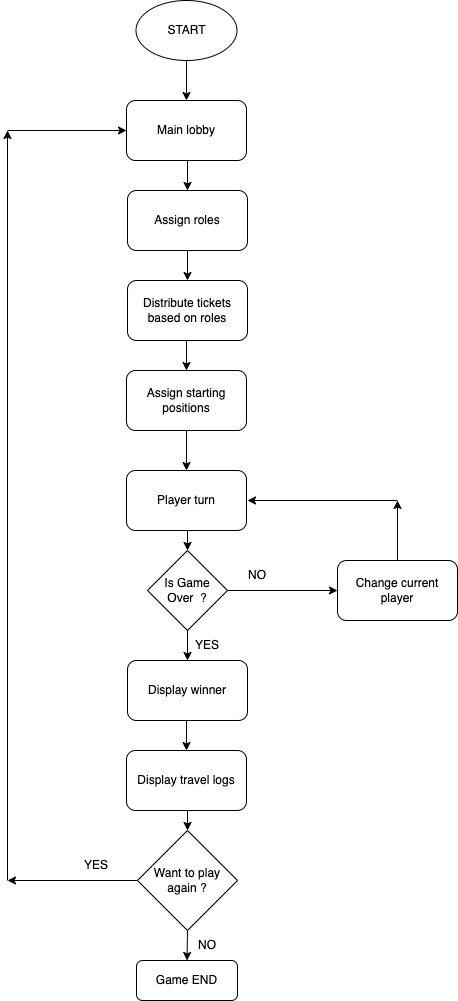 START
Main lobby
Assign roles
Distribute tickets
based on roles
Assign starting
positions
Player turn
Is Game
Over ?
NO
Change current
player
YES
Display winner
Display travel logs
Want to play
again ?
YES
NO
Game END